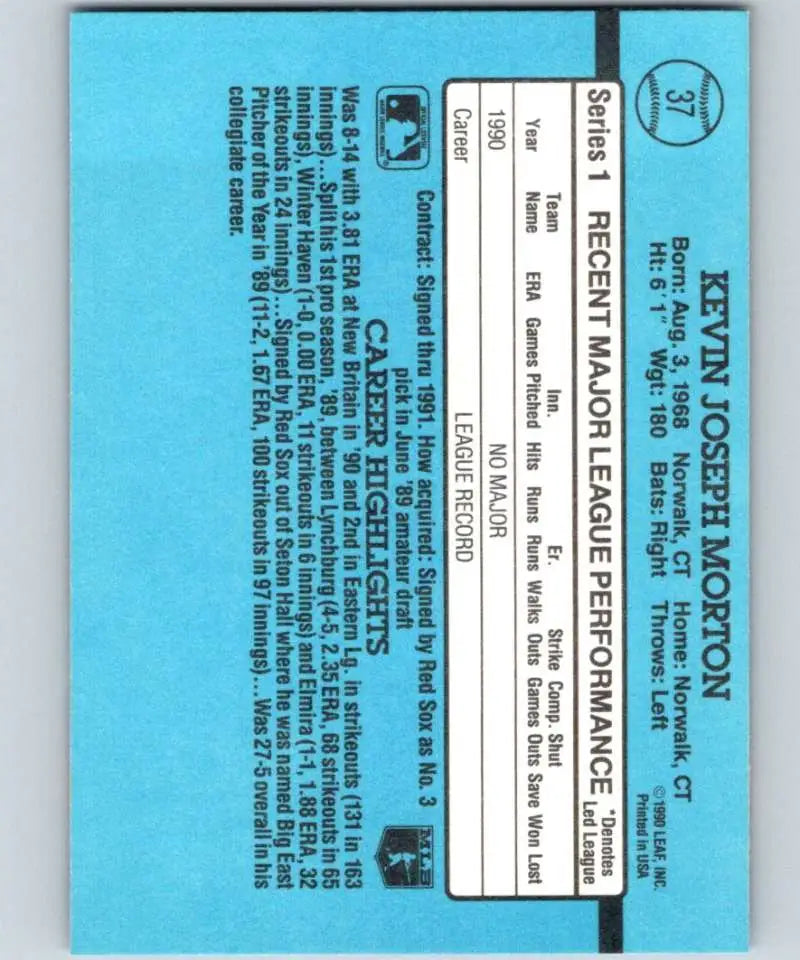 37
KEVIN JOSEPH MORTON
Born: Aug. 3, 1968 Norwalk, CT Home: Norwalk, CT
Ht: 6'1" Wgt: 180 Bats: Right Throws: Left
©1990 LEAF, INC.
Printed in USA
Series 1 RECENT MAJOR LEAGUE PERFORMANCE *Denotes
Led League
Team Inn. Er. Strike Comp. Shut
Year Name ERA Games Pitched Hits Runs Runs Walks Outs Games Outs Save Won Lost
1990 NO MAJOR
Career LEAGUE RECORD
Contract: Signed thru 1991. How acquired: Signed by Red Sox as No. 3
pick in June '89 amateur draft
MLB
CAREER HIGHLIGHTS
Was 8-14 with 3.81 ERA at New Britain in '90 and 2nd in Eastern Lg. in strikeouts (131 in 163
innings)...Split his 1st pro season, '89, between Lynchburg (4-5, 2.35 ERA, 68 strikeouts in 65
innings), Winter Haven (1-0, 0.00 ERA, 11 strikeouts in 6 innings) and Elmira (1-1, 1.88 ERA, 32
strikeouts in 24 innings)...Signed by Red Sox out of Seton Hall where he was named Big East
Pitcher of the Year in '89 (11-2, 1.67 ERA, 100 strikeouts in 97 innings)...Was 27-5 overall in his
collegiate career.